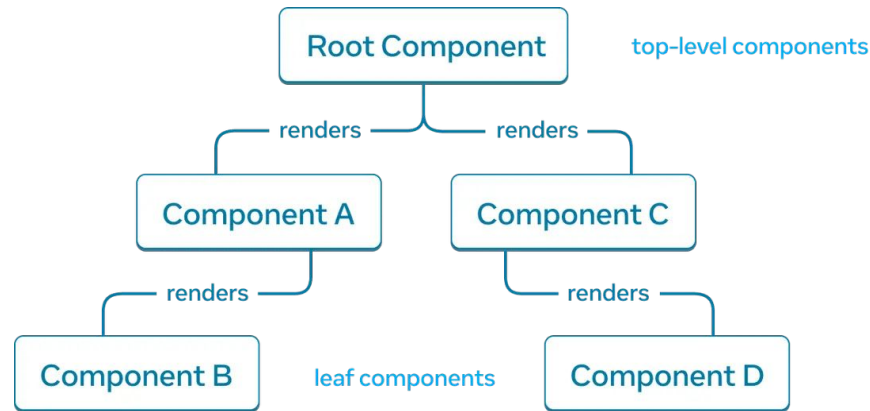 Root Component
top-level components
renders
renders
Component A
Component C
renders
renders
Component B
leaf components
Component D